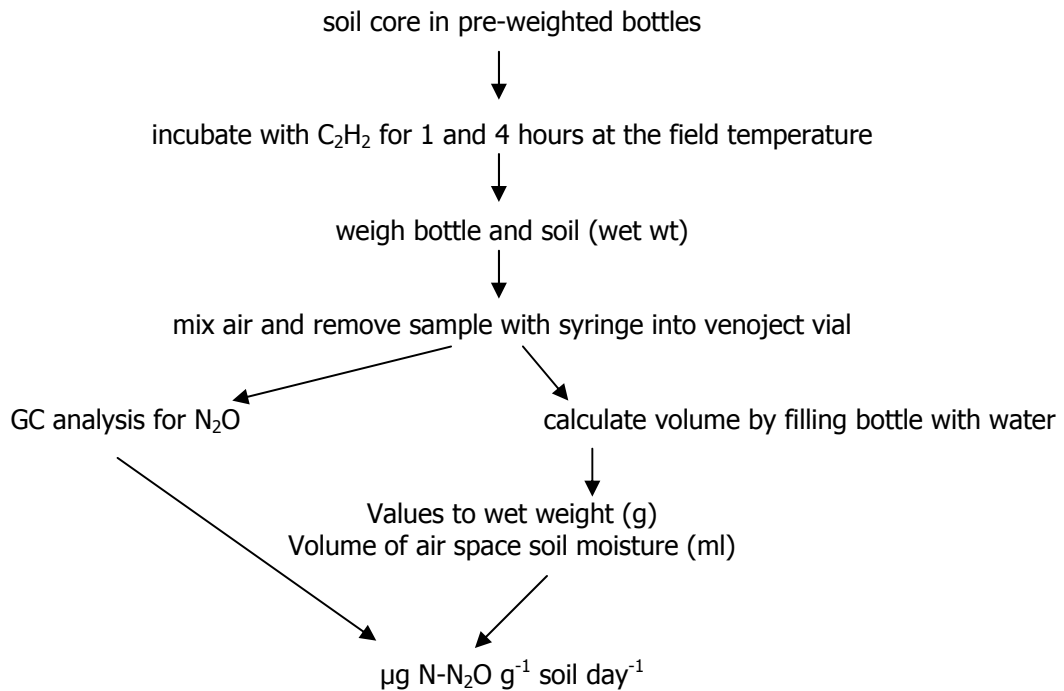 soil core in pre-weighted bottles
incubate with C₂H₂ for 1 and 4 hours at the field temperature
weigh bottle and soil (wet wt)
mix air and remove sample with syringe into venoject vial
GC analysis for N₂O
calculate volume by filling bottle with water
Values to wet weight (g)
Volume of air space soil moisture (ml)
µg N-N₂O g⁻¹ soil day⁻¹